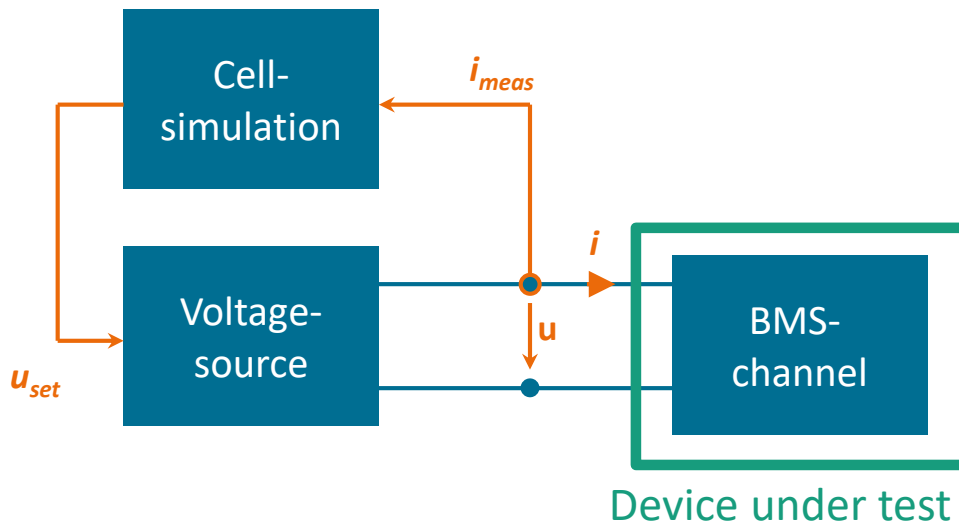 Cell-
simulation
i_meas
Voltage-
source
u_set
i
u
BMS-
channel
Device under test